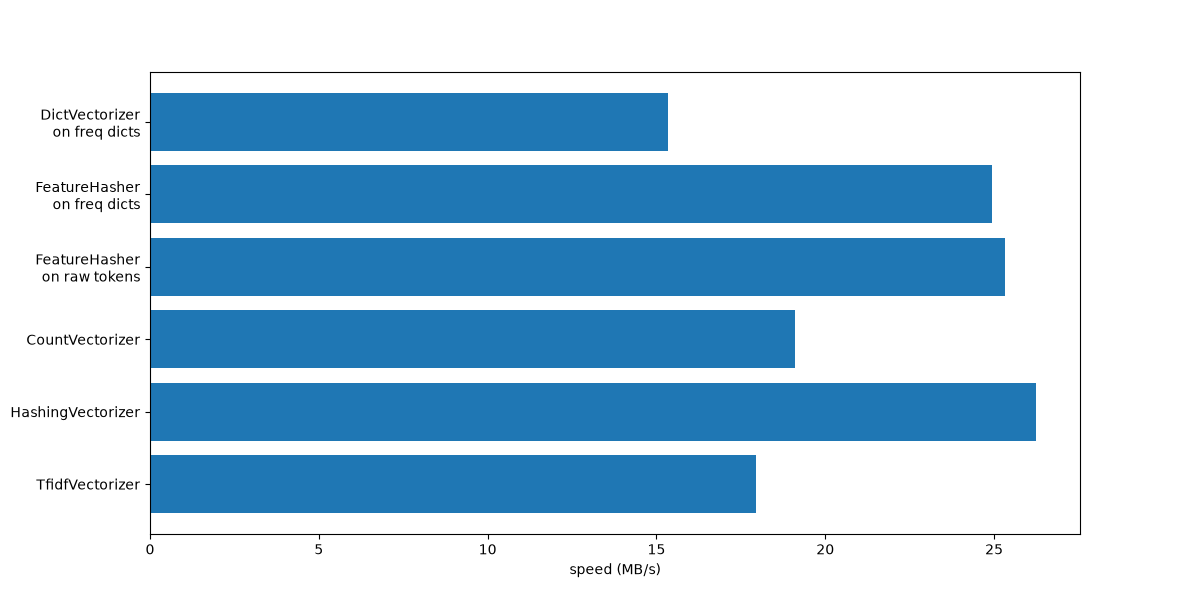 DictVectorizer
on freq dicts
FeatureHasher
on freq dicts
FeatureHasher
on raw tokens
CountVectorizer
HashingVectorizer
TfidfVectorizer
0 5 10 15 20 25
speed (MB/s)